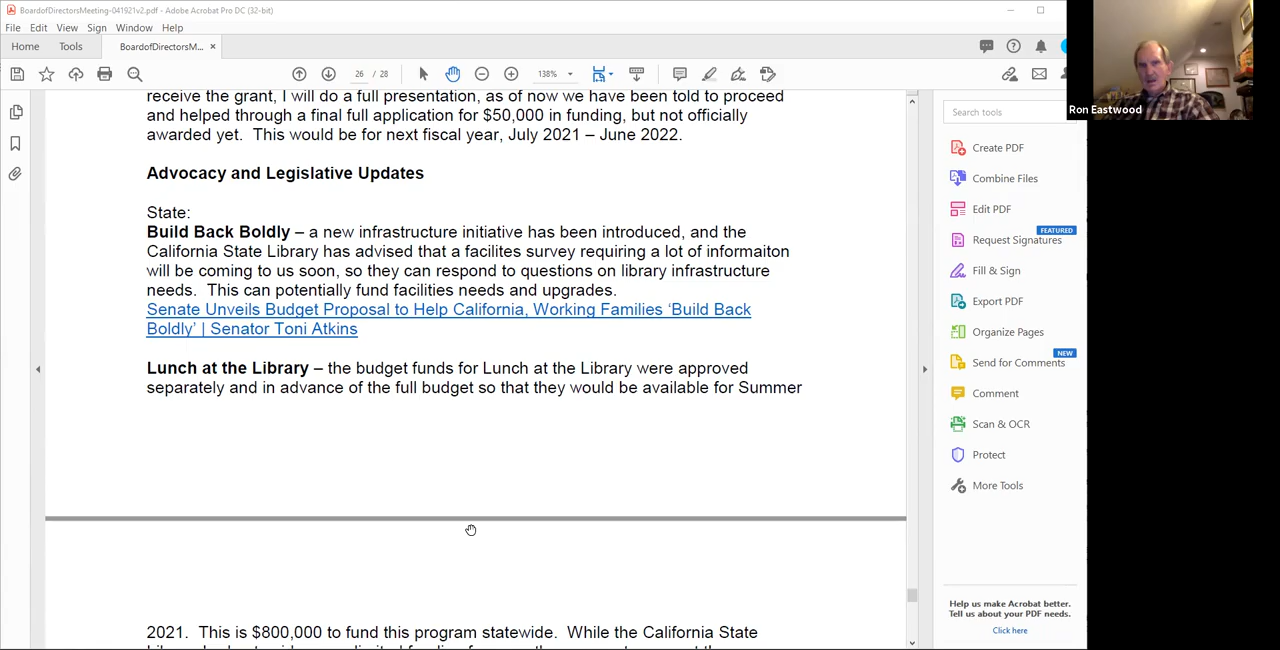 BoardofDirectorsMeeting-041921v2.pdf - Adobe Acrobat Pro DC (32-bit)
File Edit View Sign Window Help
Home Tools BoardofDirectorsM... ×
26 / 28 138%
receive the grant, I will do a full presentation, as of now we have been told to proceed
and helped through a final full application for $50,000 in funding, but not officially
awarded yet. This would be for next fiscal year, July 2021 – June 2022.
Advocacy and Legislative Updates
State:
Build Back Boldly – a new infrastructure initiative has been introduced, and the
California State Library has advised that a facilites survey requiring a lot of informaiton
will be coming to us soon, so they can respond to questions on library infrastructure
needs. This can potentially fund facilities needs and upgrades.
Senate Unveils Budget Proposal to Help California, Working Families ‘Build Back
Boldly’ | Senator Toni Atkins
Lunch at the Library – the budget funds for Lunch at the Library were approved
separately and in advance of the full budget so that they would be available for Summer
2021. This is $800,000 to fund this program statewide. While the California State
Search tools
Create PDF
Combine Files
Edit PDF
FEATURED
Request Signatures
Fill & Sign
Export PDF
Organize Pages
NEW
Send for Comments
Comment
Scan & OCR
Protect
More Tools
Help us make Acrobat better.
Tell us about your PDF needs.
Click here
Ron Eastwood